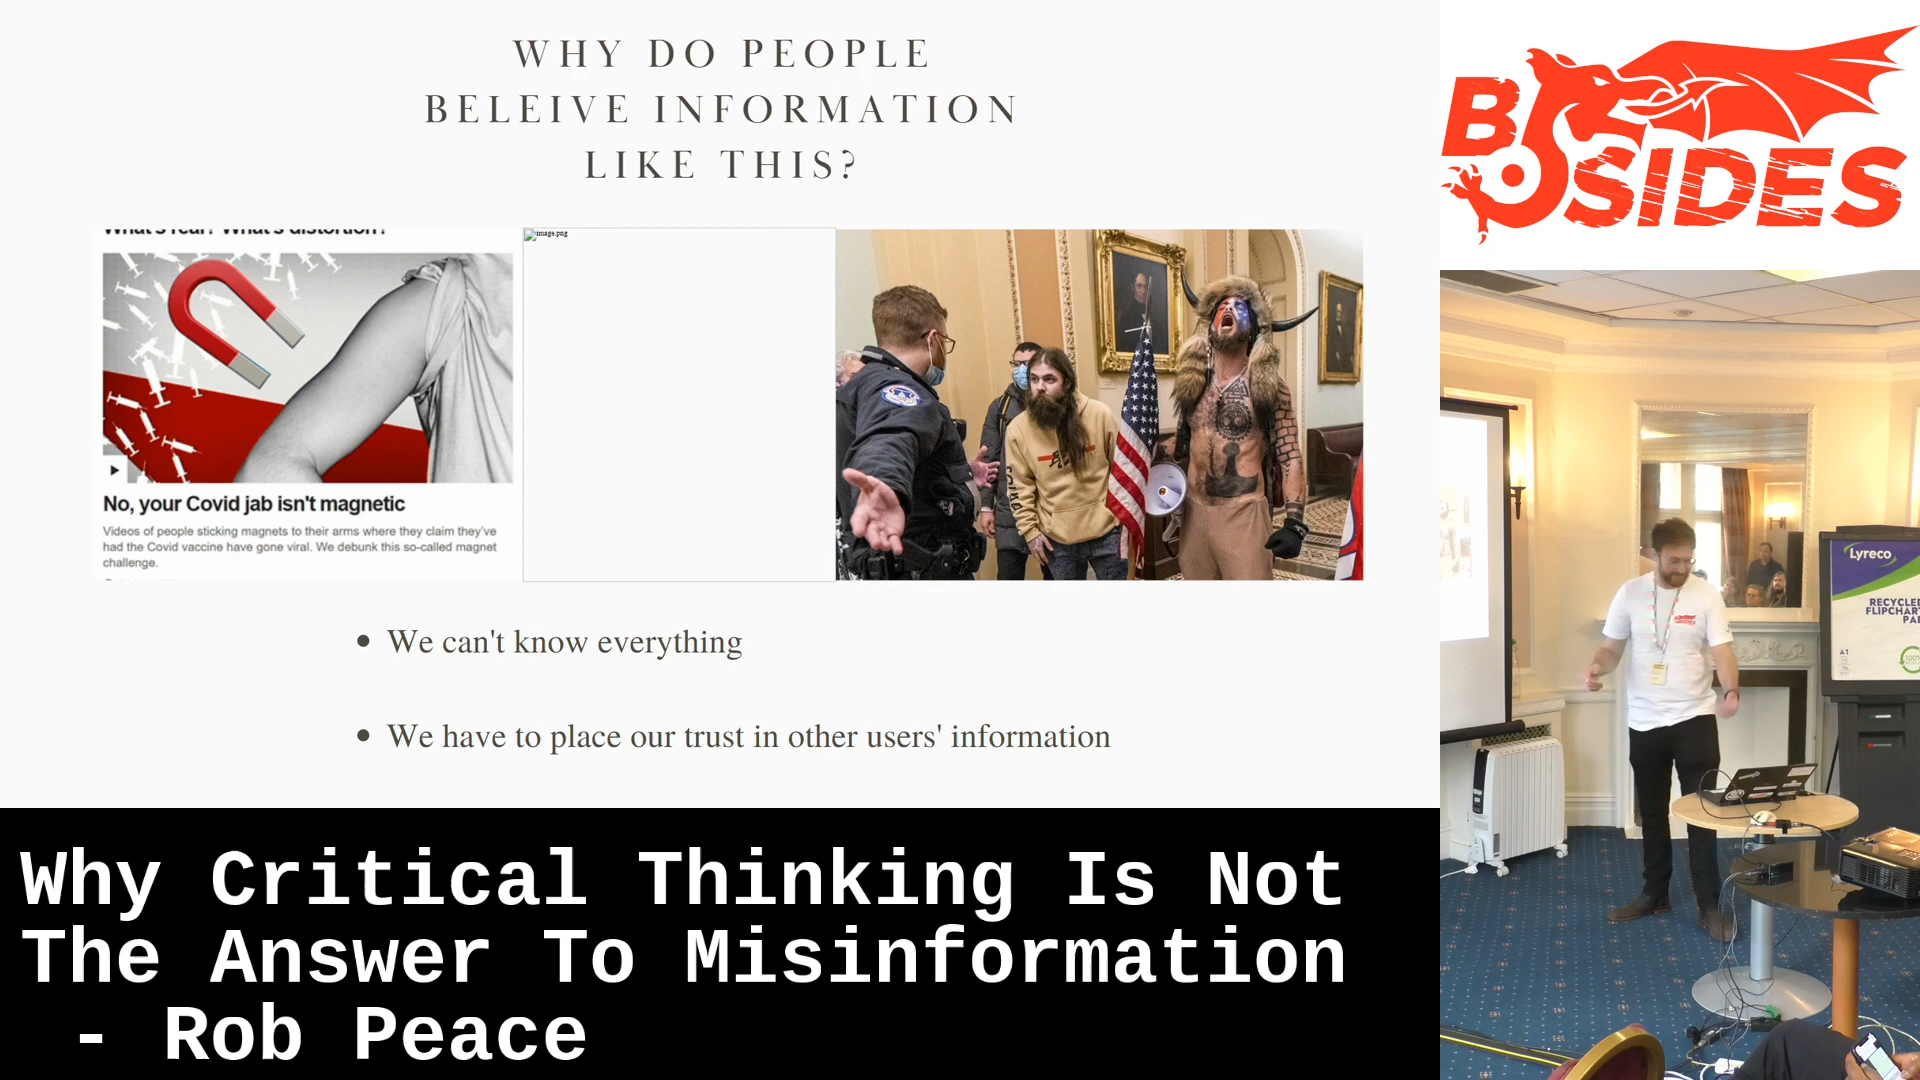 WHY DO PEOPLE
BELEIVE INFORMATION
LIKE THIS?
What's real? What's distortion?
image.png
No, your Covid jab isn't magnetic
Videos of people sticking magnets to their arms where they claim they've
had the Covid vaccine have gone viral. We debunk this so-called magnet
challenge.
• We can't know everything
• We have to place our trust in other users' information
Why Critical Thinking Is Not
The Answer To Misinformation
- Rob Peace
BSIDES
Lyreco
RECYCLED
FLIPCHART
PAD
A1
100%